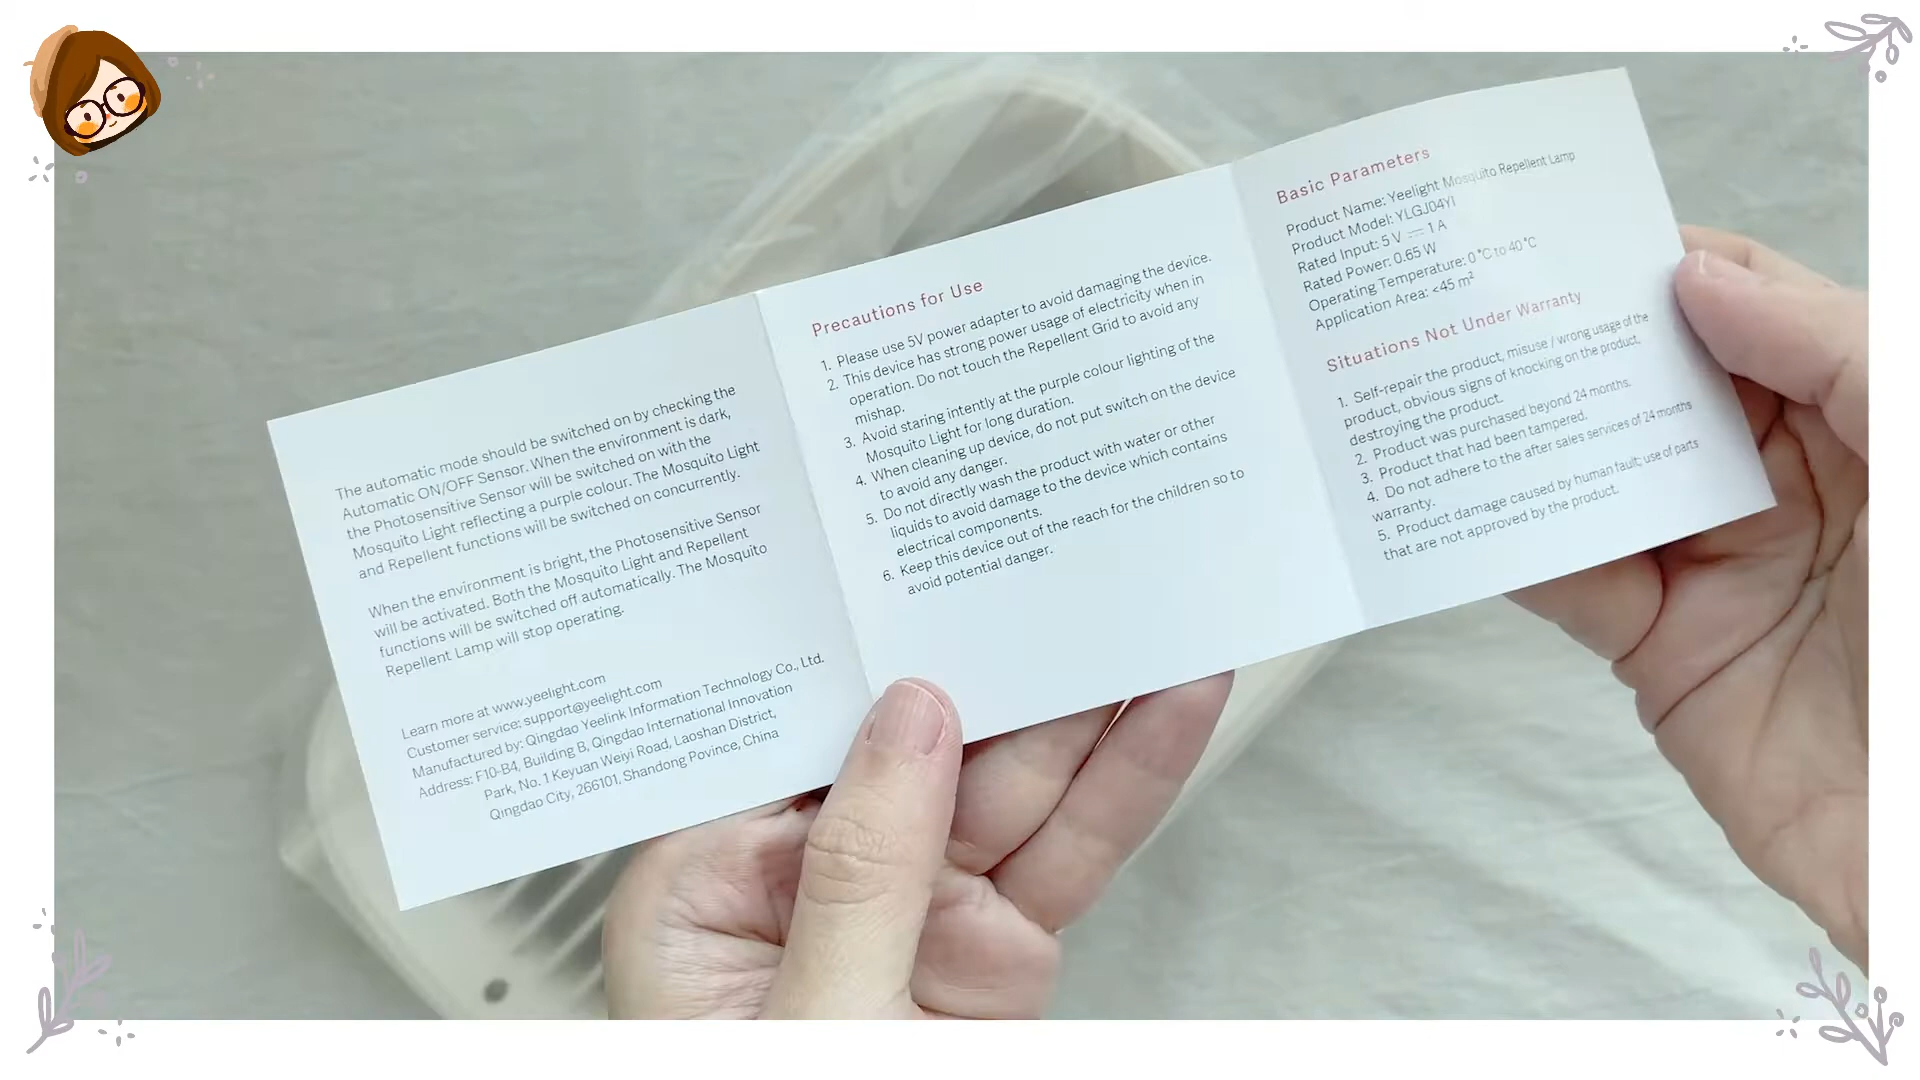 The automatic mode should be switched on by checking the
Automatic ON/OFF Sensor. When the environment is dark,
the Photosensitive Sensor will be switched on with the
Mosquito Light reflecting a purple colour. The Mosquito Light
and Repellent functions will be switched on concurrently.
When the environment is bright, the Photosensitive Sensor
will be activated. Both the Mosquito Light and Repellent
functions will be switched off automatically. The Mosquito
Repellent Lamp will stop operating.
Learn more at www.yeelight.com
Customer service: support@yeelight.com
Manufactured by: Qingdao Yeelink Information Technology Co., Ltd.
Address: F10-B4, Building B, Qingdao International Innovation
Park, No. 1 Keyuan Weiyi Road, Laoshan District,
Qingdao City, 266101, Shandong Povince, China
Precautions for Use
1. Please use 5V power adapter to avoid damaging the device.
2. This device has strong power usage of electricity when in
operation. Do not touch the Repellent Grid to avoid any
mishap.
3. Avoid staring intently at the purple colour lighting of the
Mosquito Light for long duration.
4. When cleaning up device, do not put switch on the device
to avoid any danger.
5. Do not directly wash the product with water or other
liquids to avoid damage to the device which contains
electrical components.
6. Keep this device out of the reach for the children so to
avoid potential danger.
Basic Parameters
Product Name: Yeelight Mosquito Repellent Lamp
Product Model: YLGJ04YI
Rated Input: 5 V ⎓ 1 A
Rated Power: 0.65 W
Operating Temperature: 0 °C to 40 °C
Application Area: <45 m²
Situations Not Under Warranty
1. Self-repair the product, misuse / wrong usage of the
product, obvious signs of knocking on the product,
destroying the product.
2. Product was purchased beyond 24 months.
3. Product that had been tampered.
4. Do not adhere to the after sales services of 24 months
warranty.
5. Product damage caused by human fault; use of parts
that are not approved by the product.